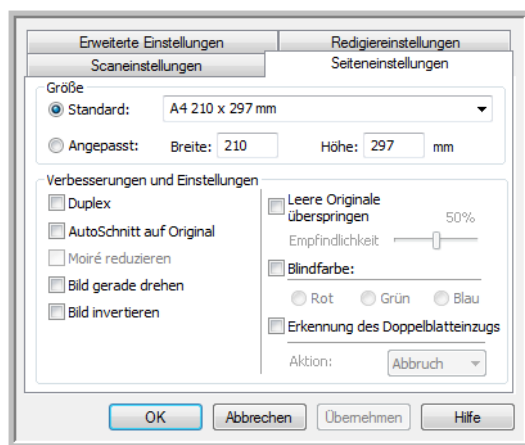 Erweiterte Einstellungen
Redigiereinstellungen
Scaneinstellungen
Seiteneinstellungen
Größe
Standard: A4 210 x 297 mm
Angepasst: Breite: 210 Höhe: 297 mm
Verbesserungen und Einstellungen
Duplex
AutoSchnitt auf Original
Moiré reduzieren
Bild gerade drehen
Bild invertieren
Leere Originale
überspringen 50%
Empfindlichkeit
Blindfarbe:
Rot Grün Blau
Erkennung des Doppelblatteinzugs
Aktion: Abbruch
OK Abbrechen Übernehmen Hilfe